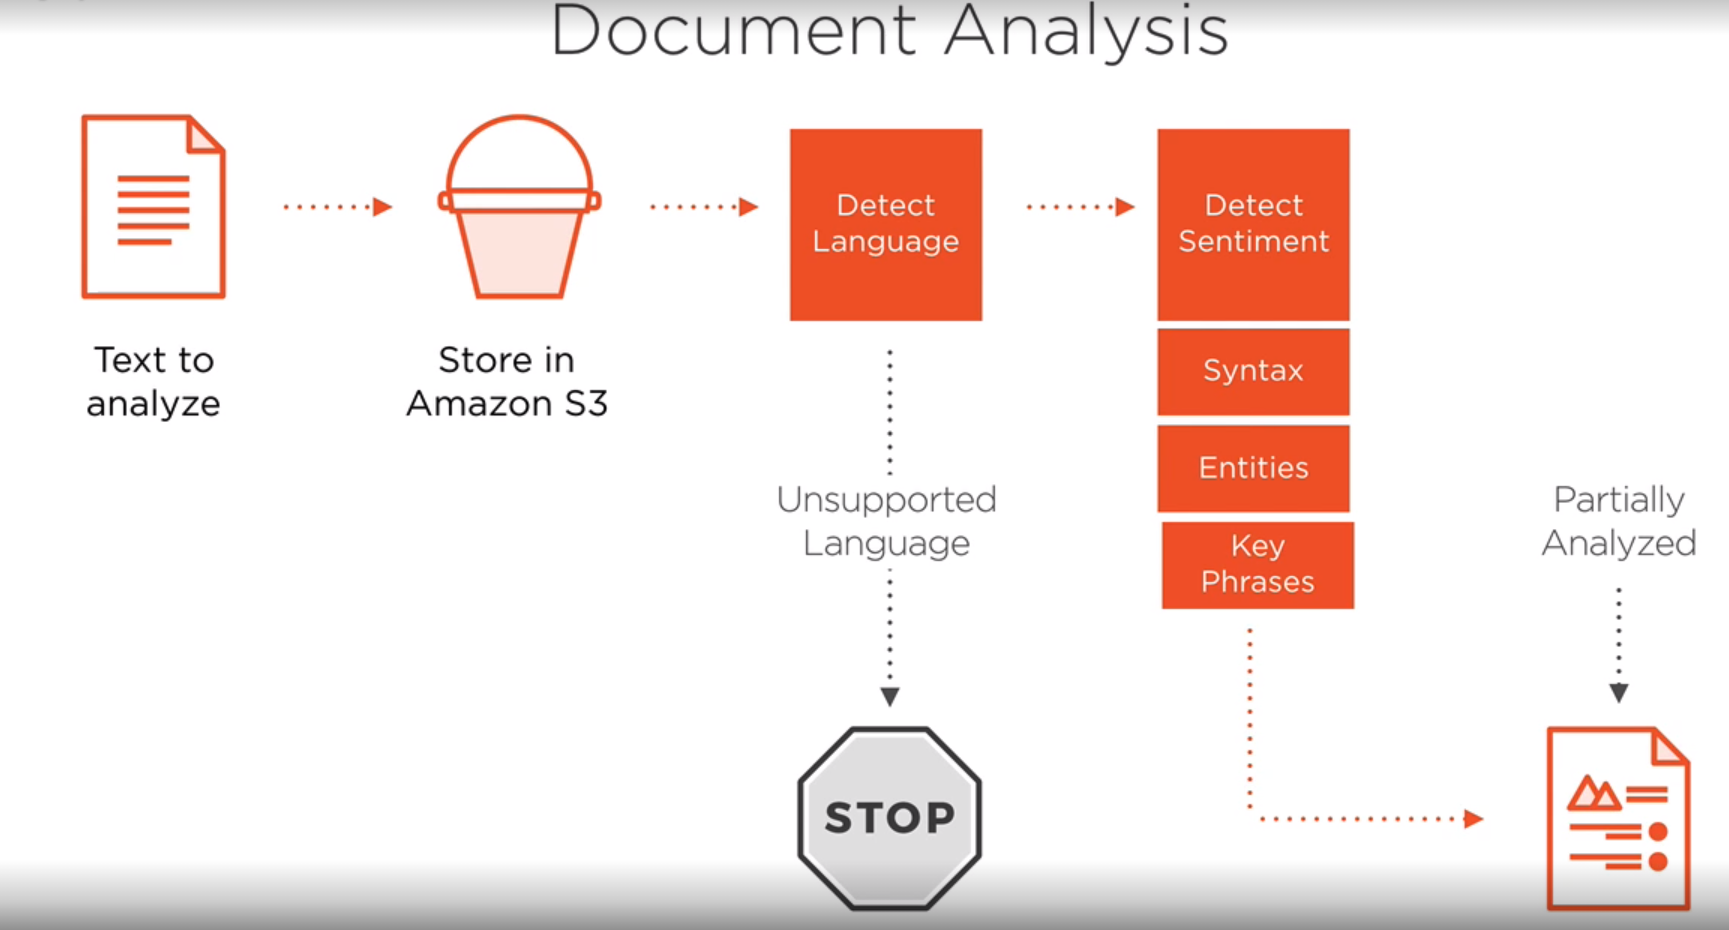 Document Analysis
Text to
analyze
Store in
Amazon S3
Detect
Language
Detect
Sentiment
Syntax
Entities
Key
Phrases
Unsupported
Language
STOP
Partially
Analyzed